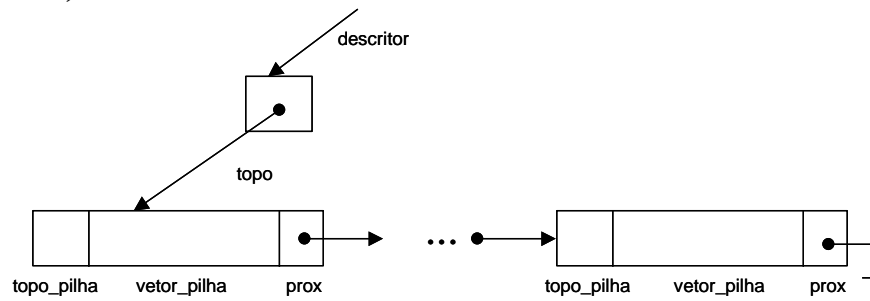 descritor
topo
...
topo_pilha vetor_pilha prox topo_pilha vetor_pilha prox